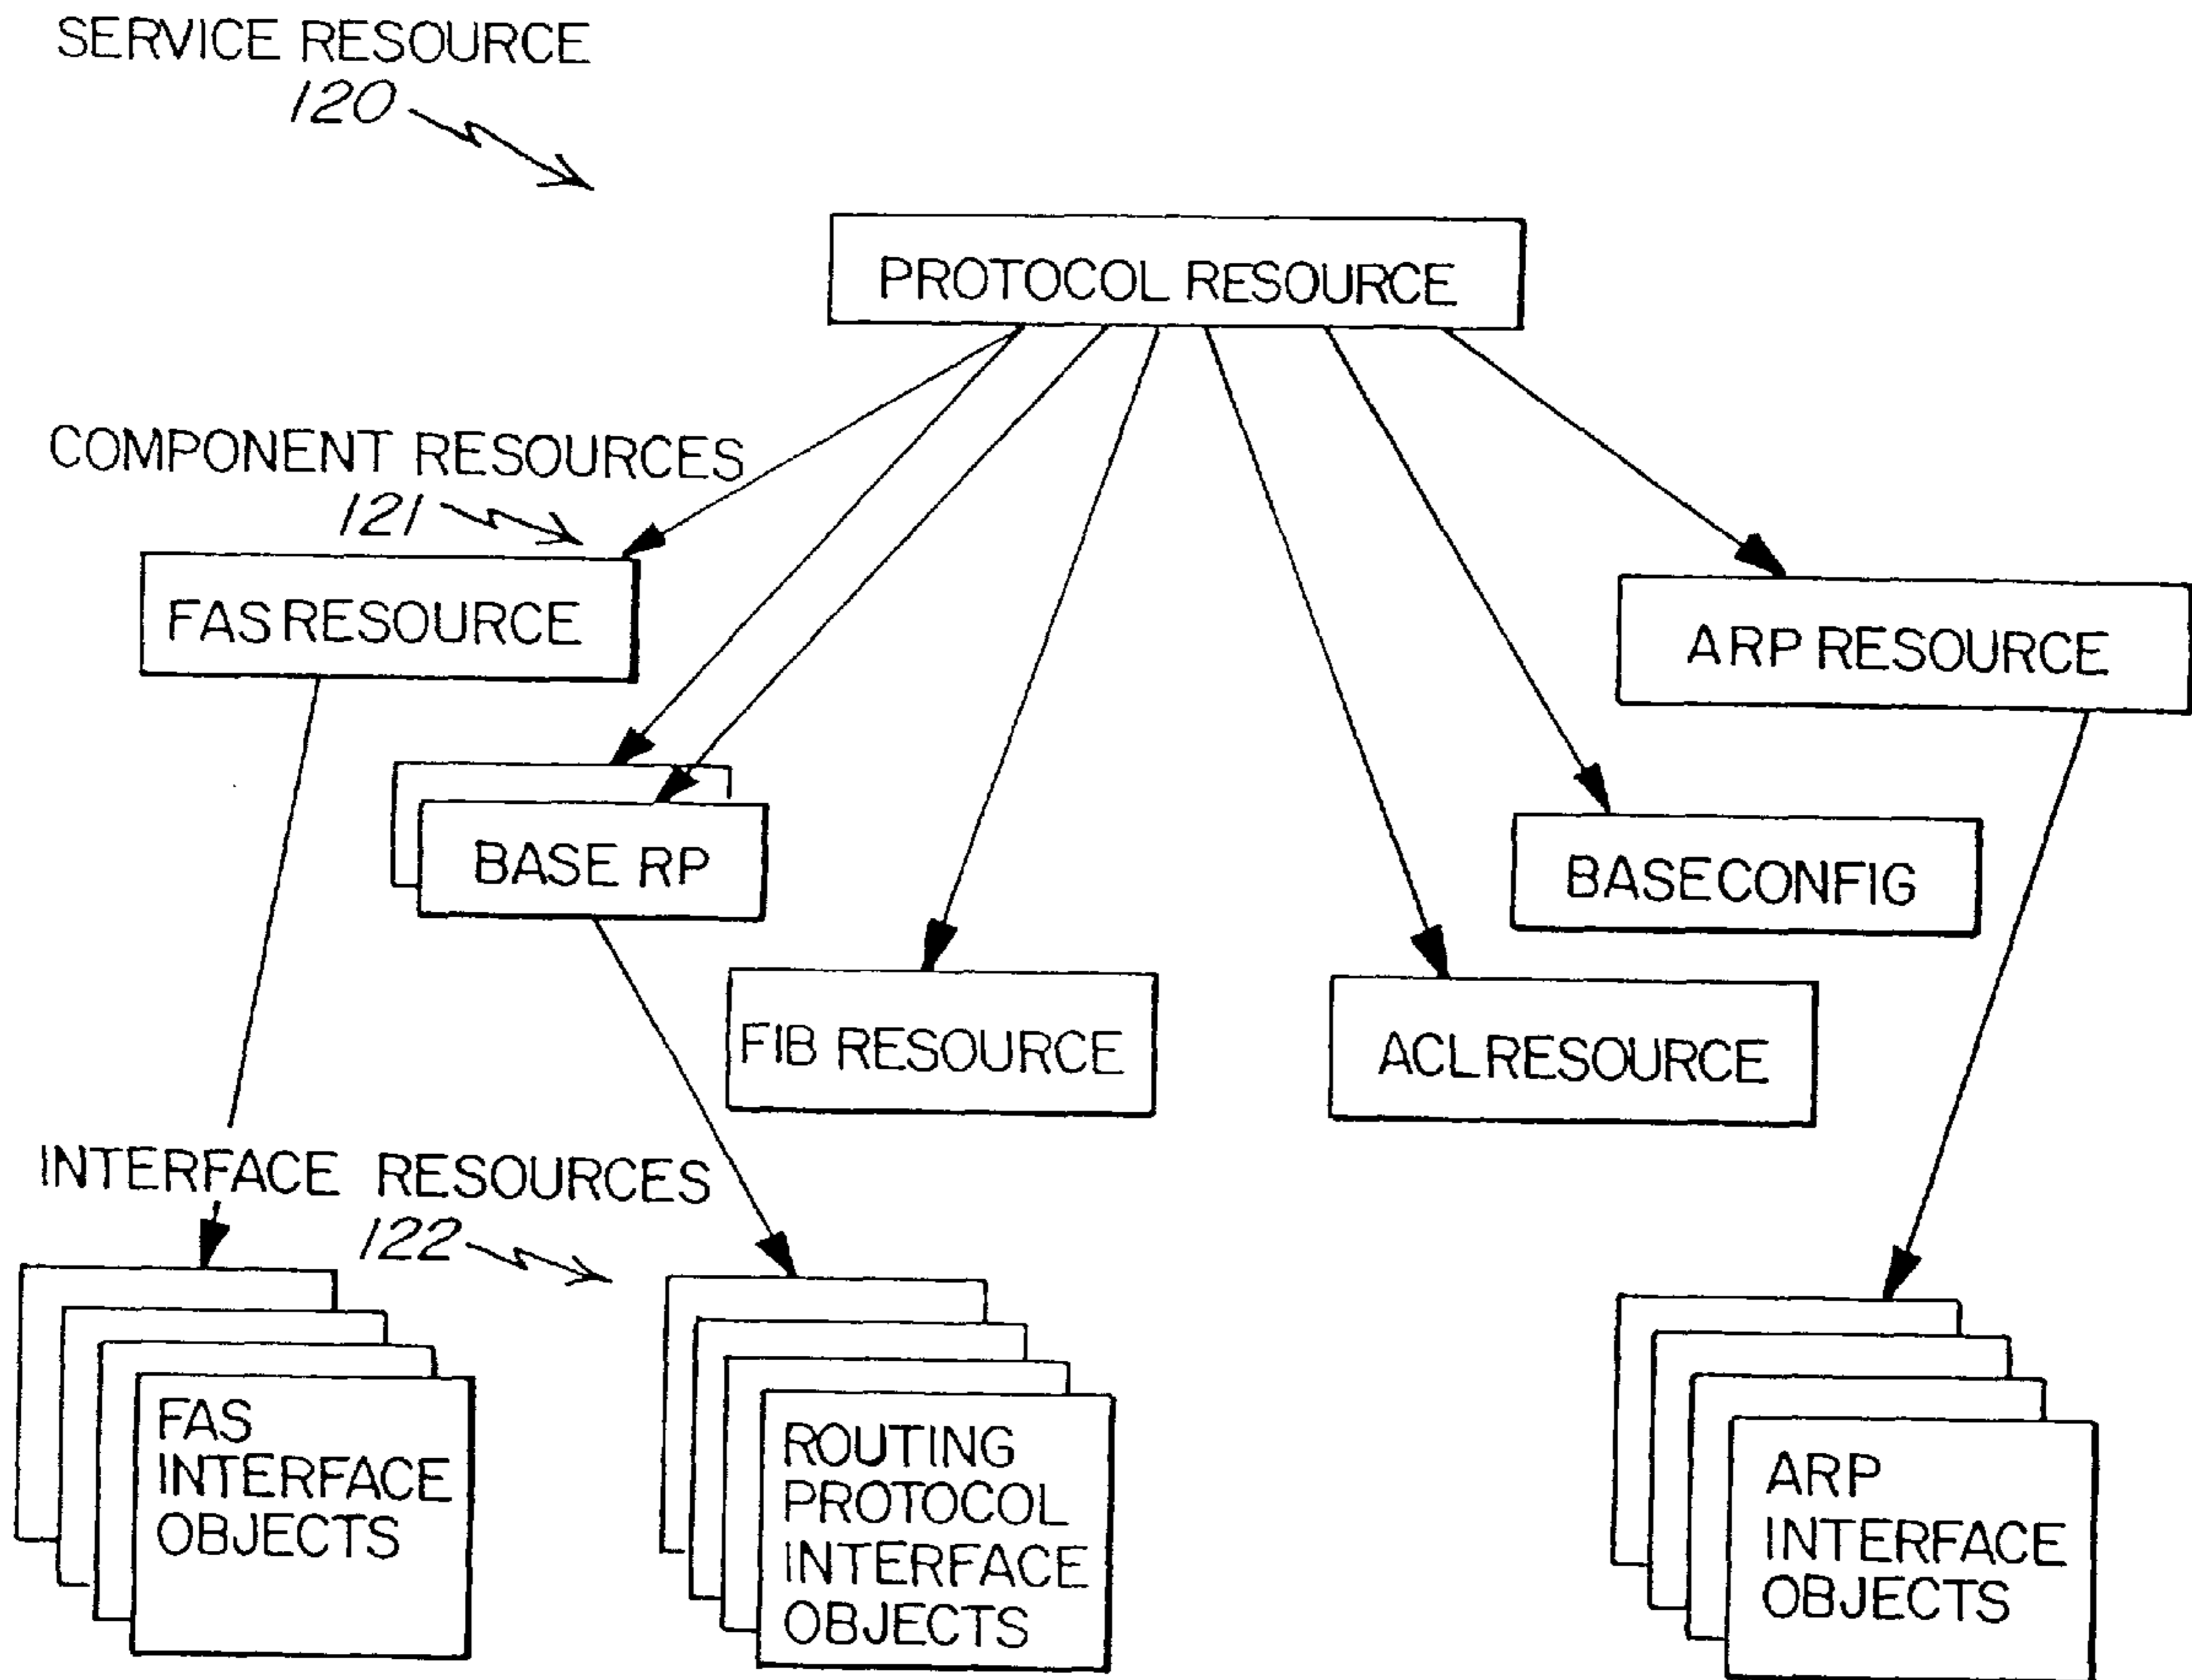 SERVICE RESOURCE
120
PROTOCOL RESOURCE
COMPONENT RESOURCES
121
FAS RESOURCE
ARP RESOURCE
BASE RP
BASECONFIG
FIB RESOURCE
ACL RESOURCE
INTERFACE RESOURCES
122
FAS
INTERFACE
OBJECTS
ROUTING
PROTOCOL
INTERFACE
OBJECTS
ARP
INTERFACE
OBJECTS